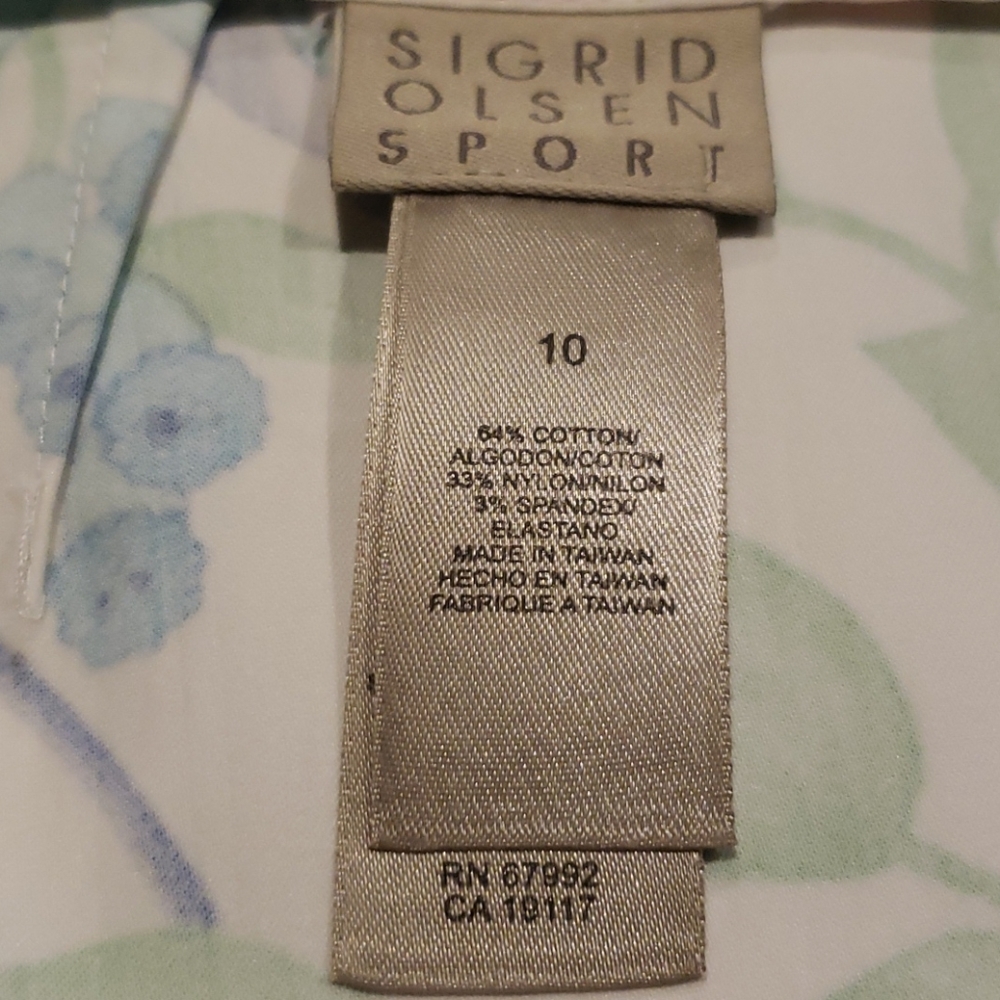 SIGRID
OLSEN
SPORT
10
64% COTTON/
ALGODON/COTON
33% NYLON/NILON
3% SPANDEX/
ELASTANO
MADE IN TAIWAN
HECHO EN TAIWAN
FABRIQUE A TAIWAN
RN 67992
CA 19117